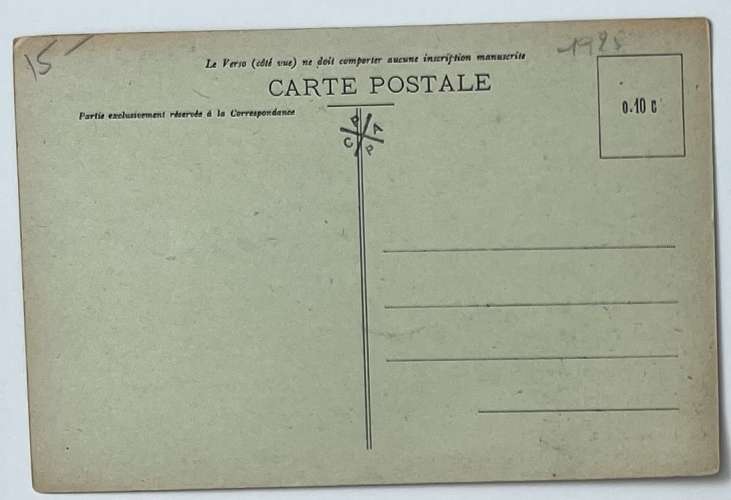 15
1985
Le Verso (côté vue) ne doit comporter aucune inscription manuscrite
CARTE POSTALE
Partie exclusivement réservée à la Correspondance
0.10 c
P A
C P